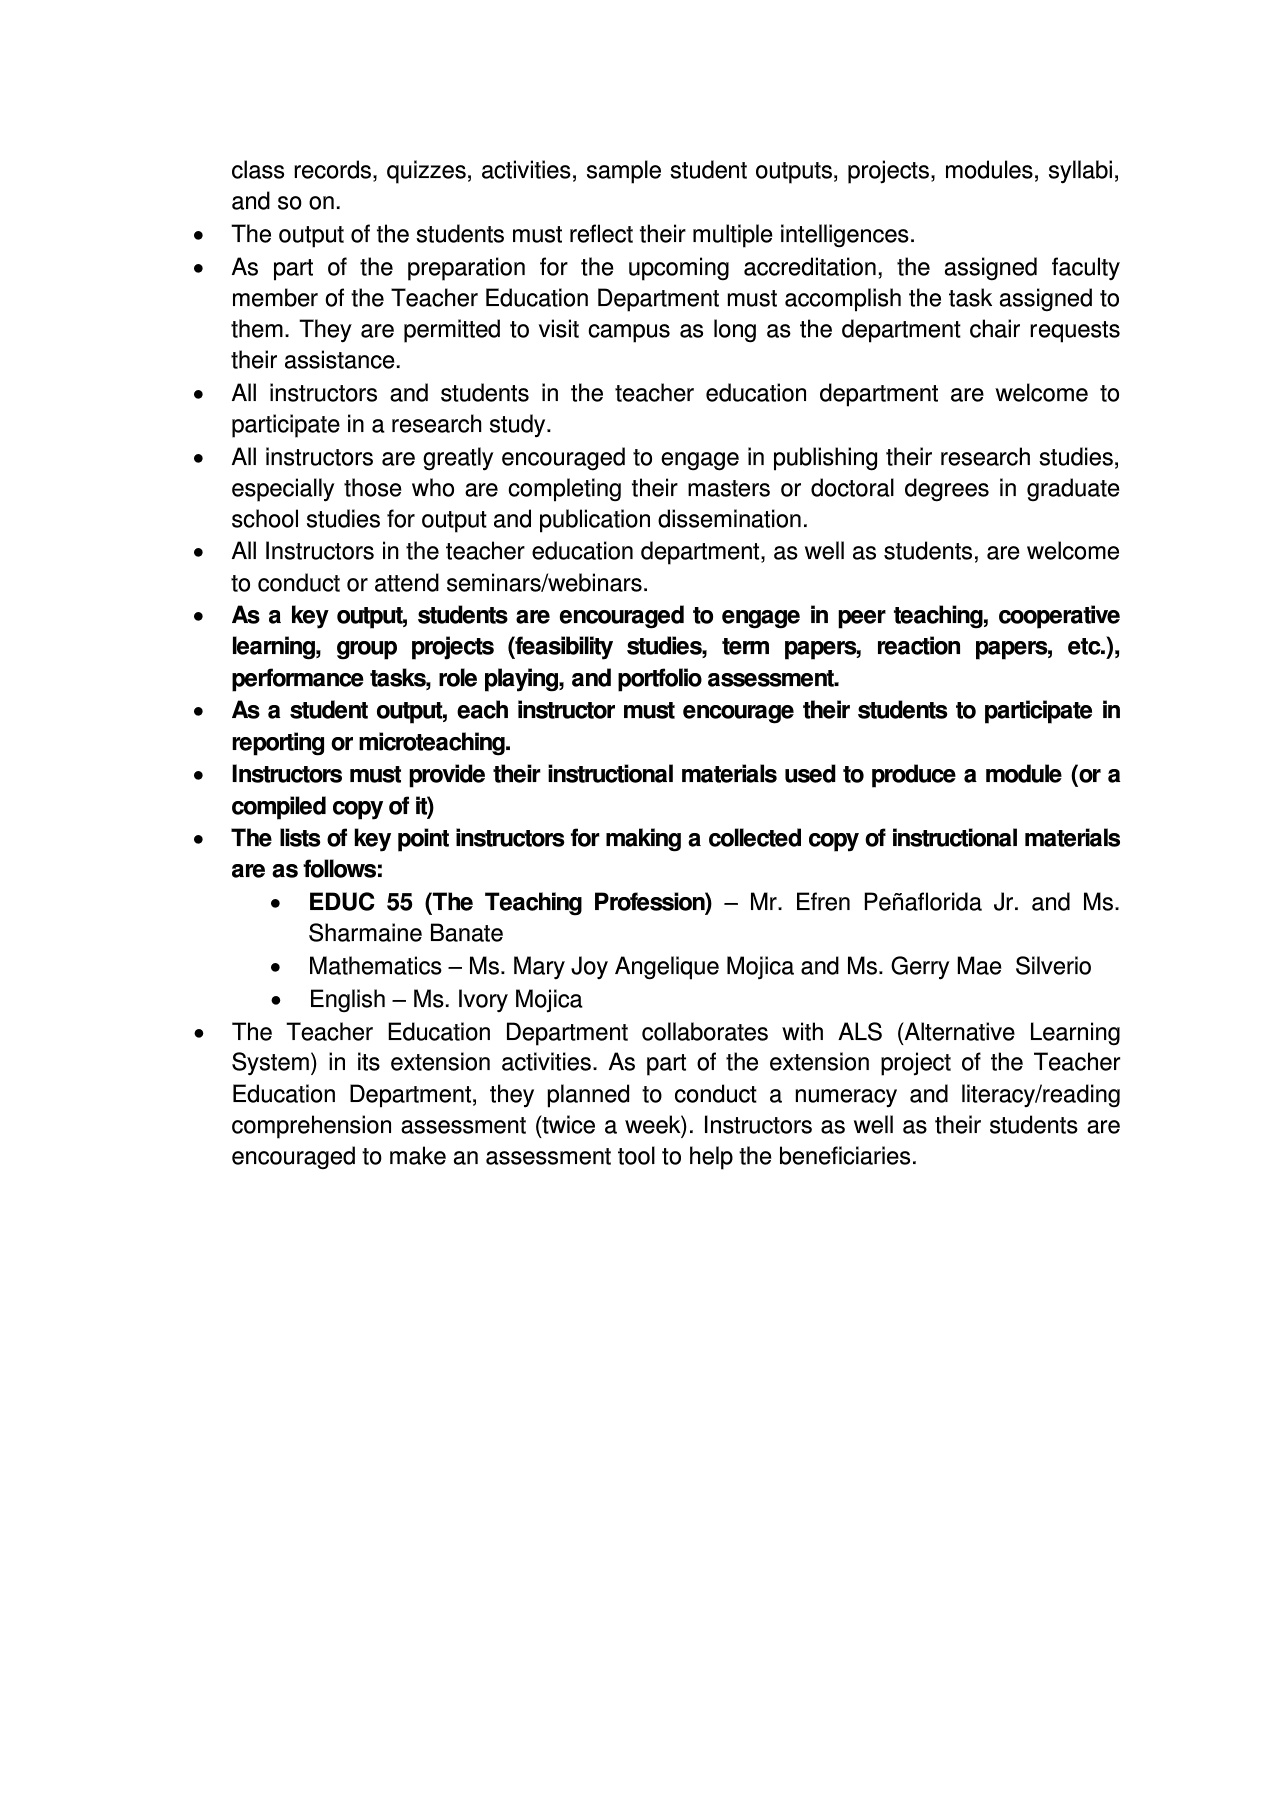 class records, quizzes, activities, sample student outputs, projects, modules, syllabi,
and so on.
• The output of the students must reflect their multiple intelligences.
• As part of the preparation for the upcoming accreditation, the assigned faculty
member of the Teacher Education Department must accomplish the task assigned to
them. They are permitted to visit campus as long as the department chair requests
their assistance.
• All instructors and students in the teacher education department are welcome to
participate in a research study.
• All instructors are greatly encouraged to engage in publishing their research studies,
especially those who are completing their masters or doctoral degrees in graduate
school studies for output and publication dissemination.
• All Instructors in the teacher education department, as well as students, are welcome
to conduct or attend seminars/webinars.
• As a key output, students are encouraged to engage in peer teaching, cooperative
learning, group projects (feasibility studies, term papers, reaction papers, etc.),
performance tasks, role playing, and portfolio assessment.
• As a student output, each instructor must encourage their students to participate in
reporting or microteaching.
• Instructors must provide their instructional materials used to produce a module (or a
compiled copy of it)
• The lists of key point instructors for making a collected copy of instructional materials
are as follows:
• EDUC 55 (The Teaching Profession) – Mr. Efren Peñaflorida Jr. and Ms.
Sharmaine Banate
• Mathematics – Ms. Mary Joy Angelique Mojica and Ms. Gerry Mae Silverio
• English – Ms. Ivory Mojica
• The Teacher Education Department collaborates with ALS (Alternative Learning
System) in its extension activities. As part of the extension project of the Teacher
Education Department, they planned to conduct a numeracy and literacy/reading
comprehension assessment (twice a week). Instructors as well as their students are
encouraged to make an assessment tool to help the beneficiaries.